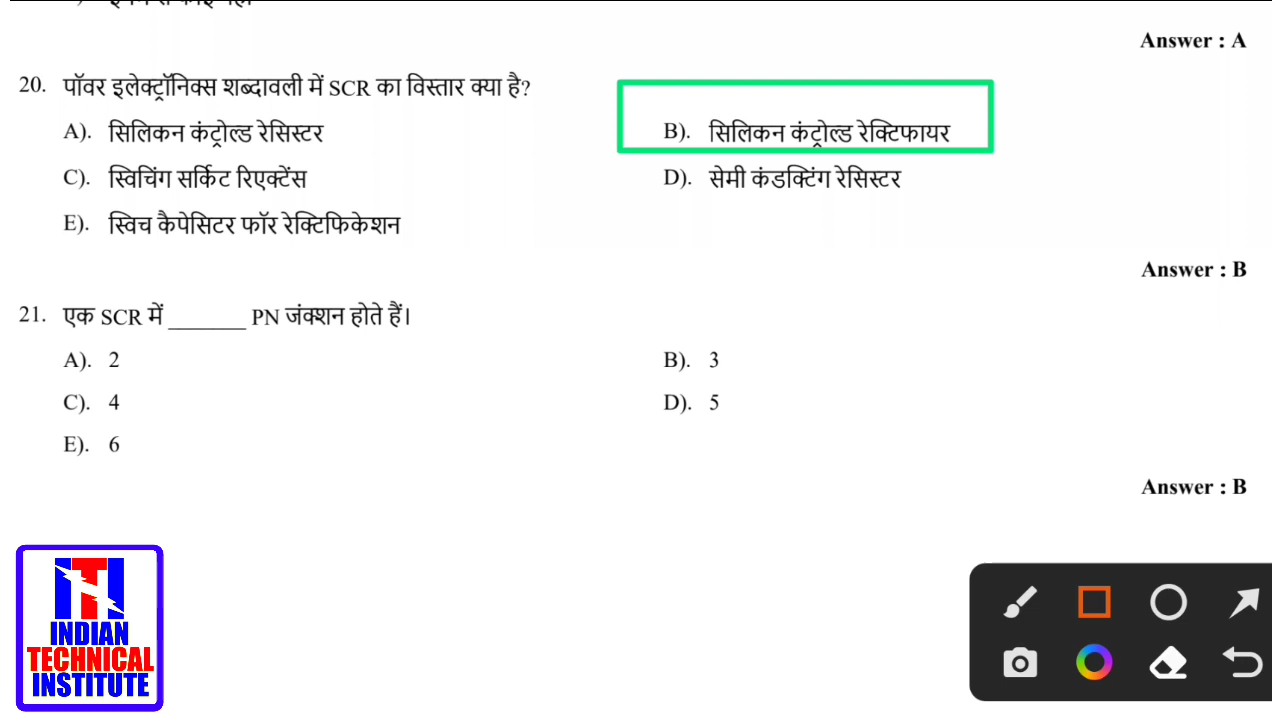 Answer : A
20. पॉवर इलेक्ट्रॉनिक्स शब्दावली में SCR का विस्तार क्या है?
A). सिलिकन कंट्रोल्ड रेसिस्टर
B). सिलिकन कंट्रोल्ड रेक्टिफायर
C). स्विचिंग सर्किट रिएक्टेंस
D). सेमी कंडक्टिंग रेसिस्टर
E). स्विच कैपेसिटर फॉर रेक्टिफिकेशन
Answer : B
21. एक SCR में _______ PN जंक्शन होते हैं।
A). 2
B). 3
C). 4
D). 5
E). 6
Answer : B
ITI
INDIAN
TECHNICAL
INSTITUTE